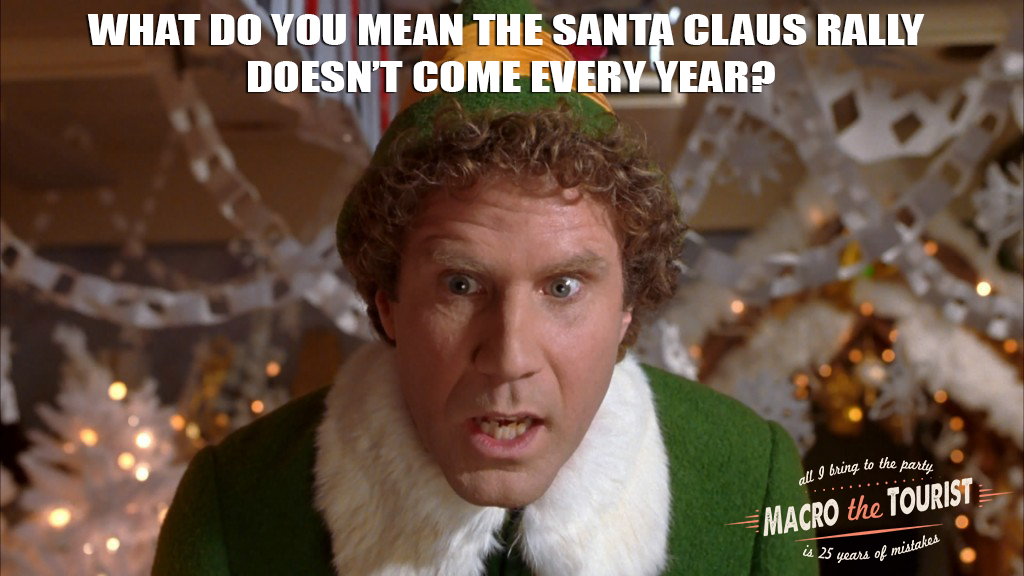 WHAT DO YOU MEAN THE SANTA CLAUS RALLY
DOESN'T COME EVERY YEAR?
all I bring to the party
MACRO the TOURIST
is 25 years of mistakes